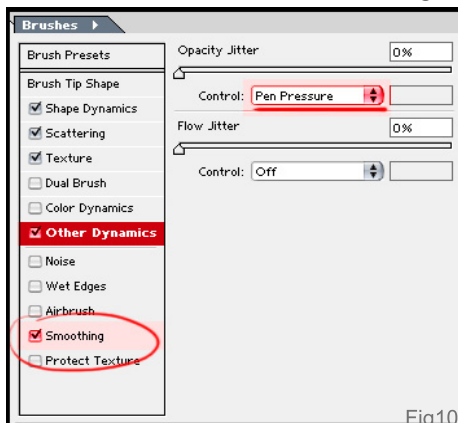 Brushes
Brush Presets
Brush Tip Shape
Shape Dynamics
Scattering
Texture
Dual Brush
Color Dynamics
Other Dynamics
Noise
Wet Edges
Airbrush
Smoothing
Protect Texture
Opacity Jitter 0%
Control: Pen Pressure
Flow Jitter 0%
Control: Off
Fig10